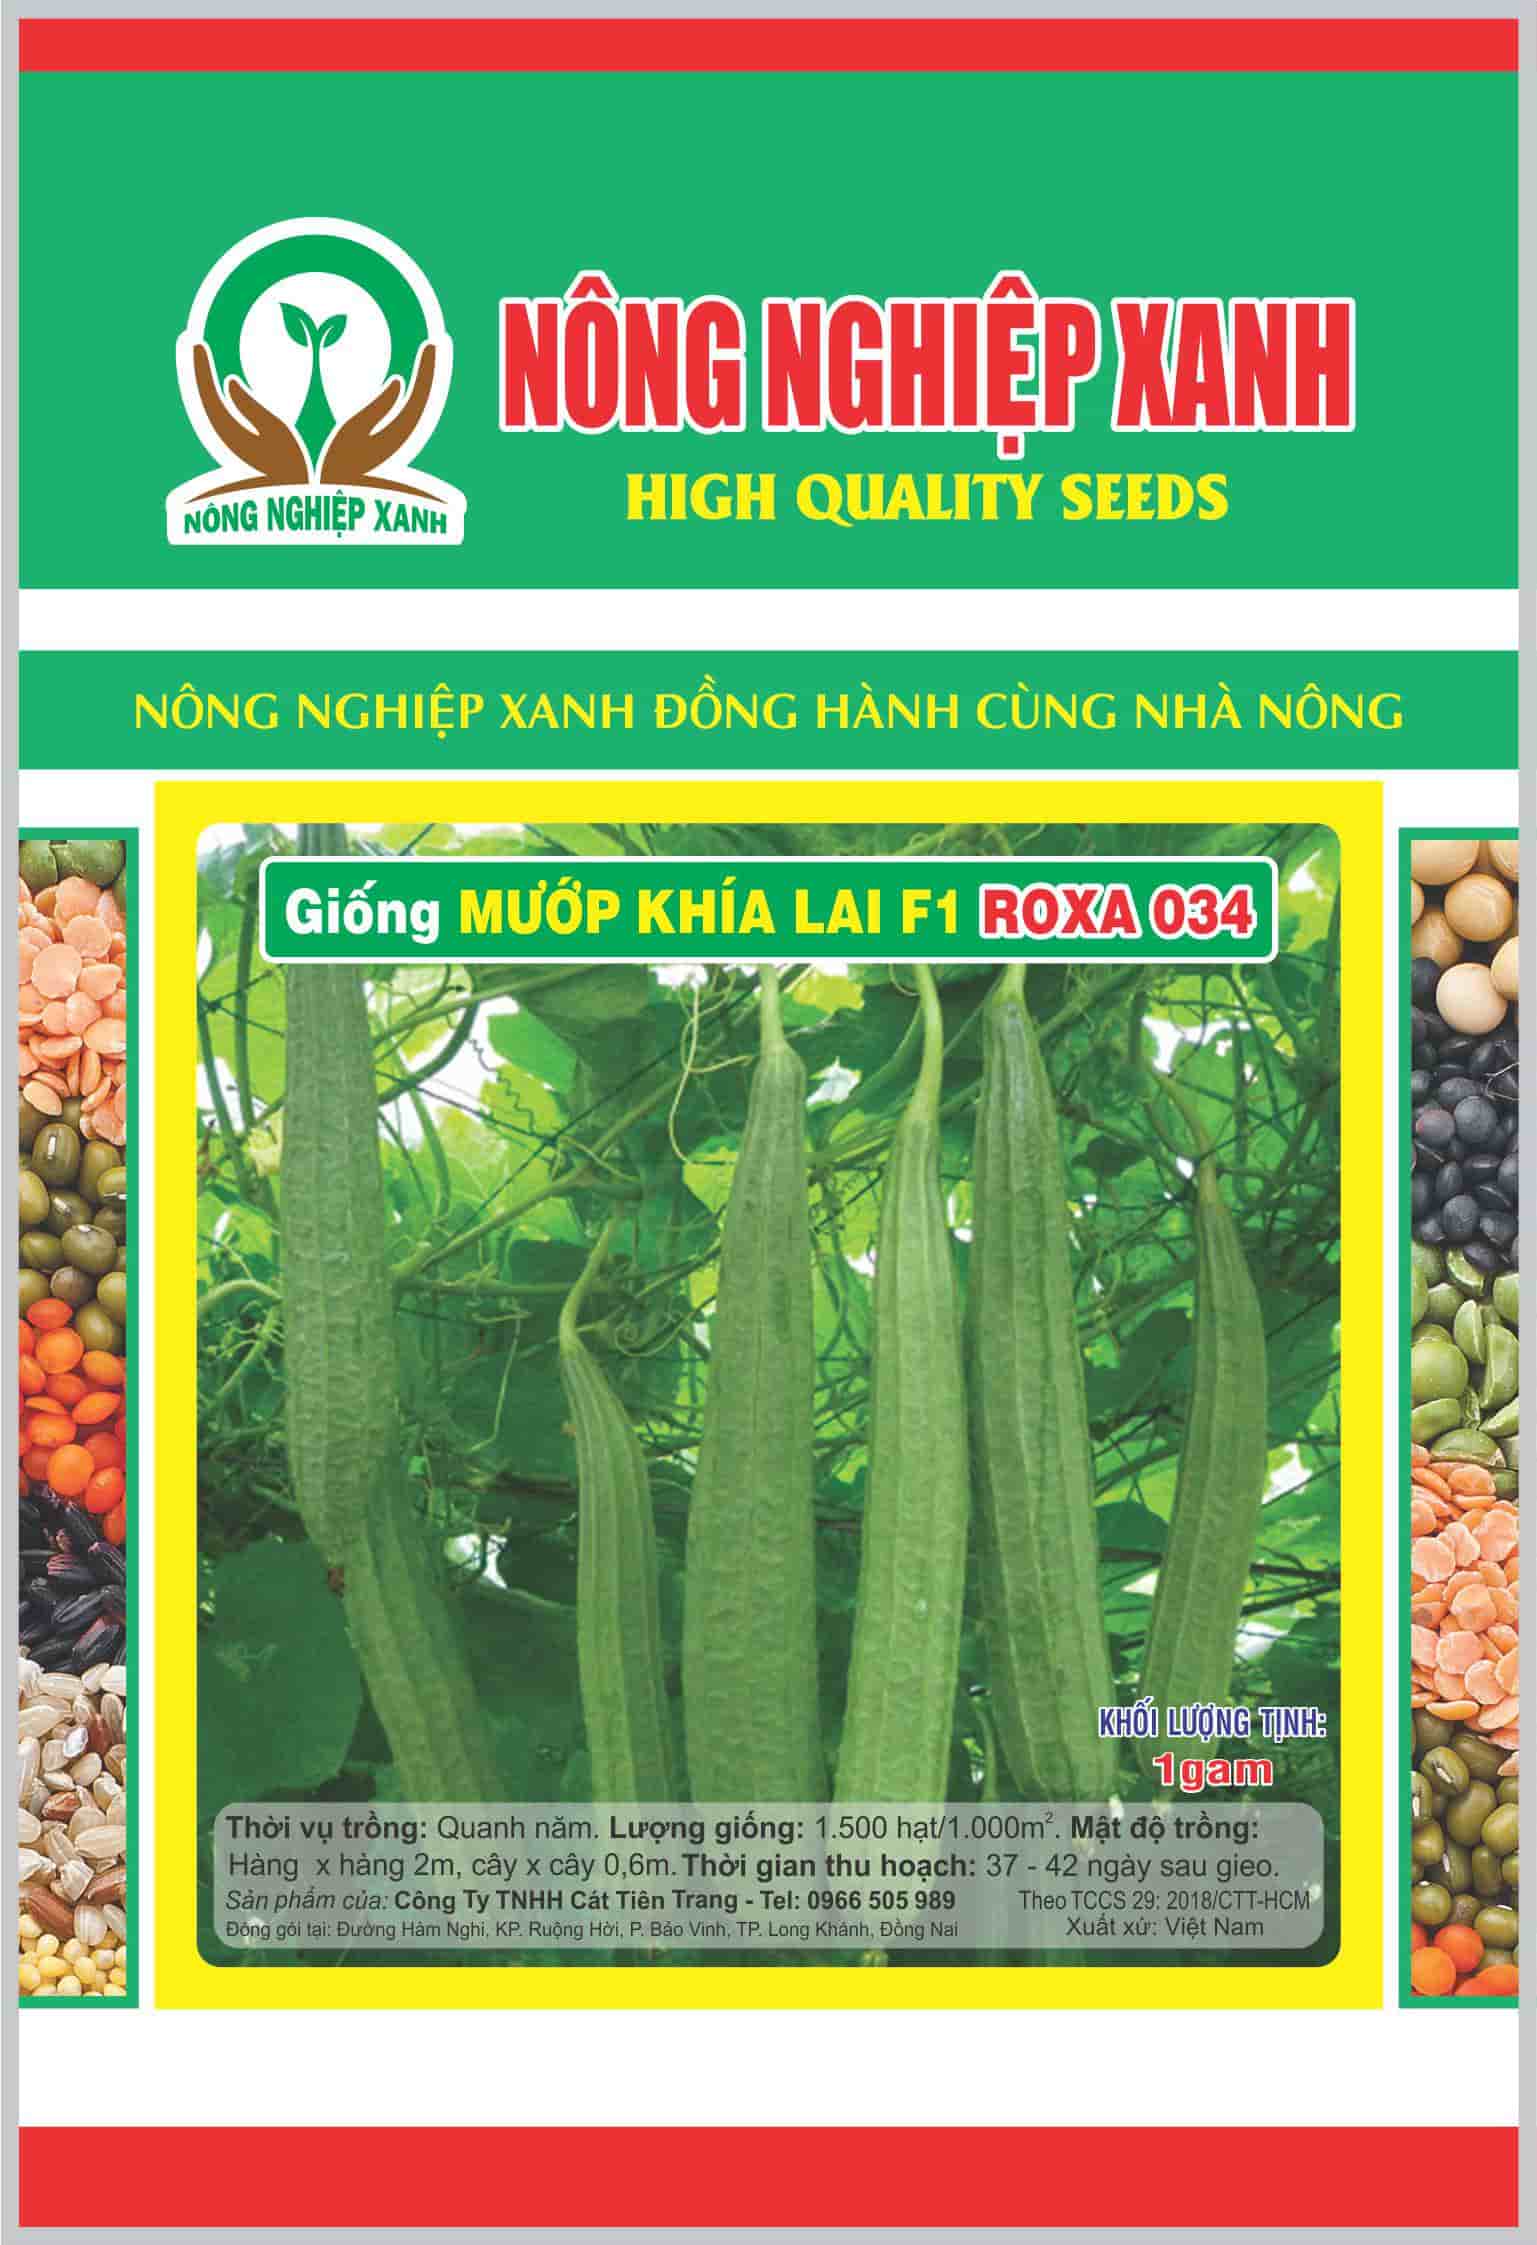 NÔNG NGHIỆP XANH
NÔNG NGHIỆP XANH
HIGH QUALITY SEEDS
NÔNG NGHIỆP XANH ĐỒNG HÀNH CÙNG NHÀ NÔNG
Giống MƯỚP KHÍA LAI F1 ROXA 034
KHỐI LƯỢNG TỊNH:
1gam
Thời vụ trồng: Quanh năm. Lượng giống: 1.500 hạt/1.000m². Mật độ trồng:
Hàng x hàng 2m, cây x cây 0,6m. Thời gian thu hoạch: 37 - 42 ngày sau gieo.
Sản phẩm của: Công Ty TNHH Cát Tiên Trang - Tel: 0966 505 989 Theo TCCS 29: 2018/CTT-HCM
Đóng gói tại: Đường Hàm Nghi, KP. Ruộng Hời, P. Bảo Vinh, TP. Long Khánh, Đồng Nai Xuất xứ: Việt Nam